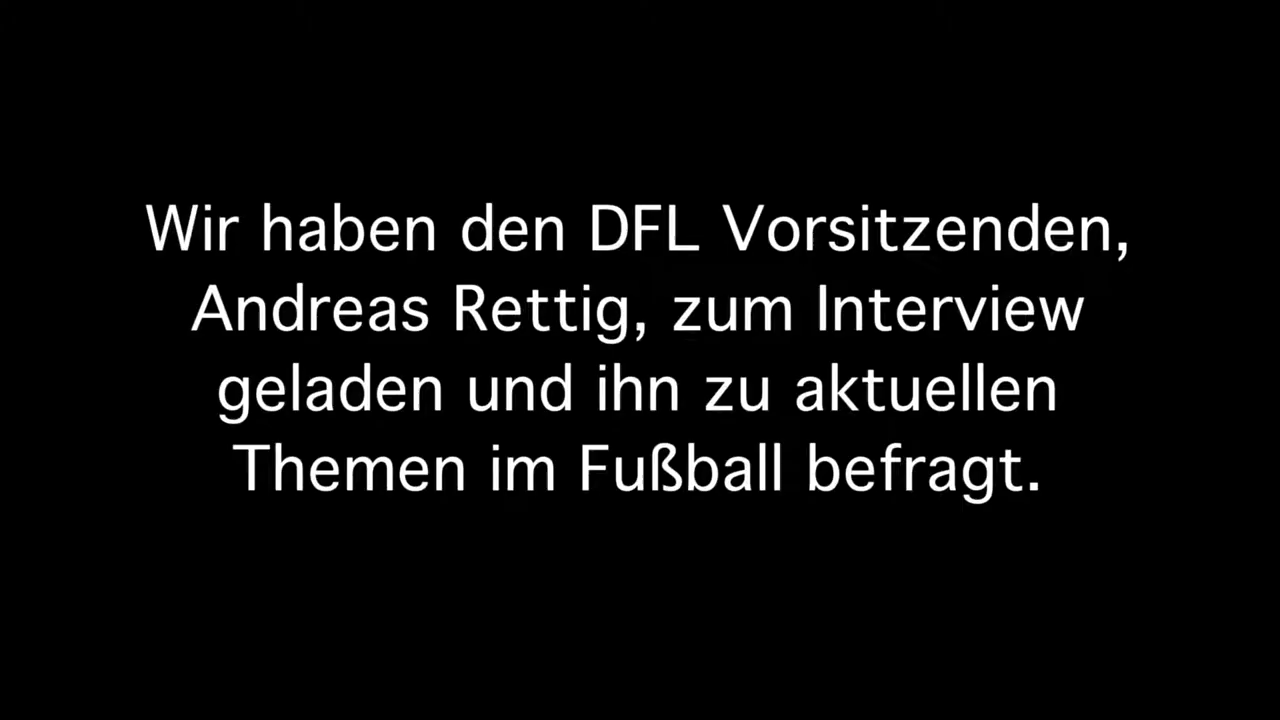 Wir haben den DFL Vorsitzenden,
Andreas Rettig, zum Interview
geladen und ihn zu aktuellen
Themen im Fußball befragt.